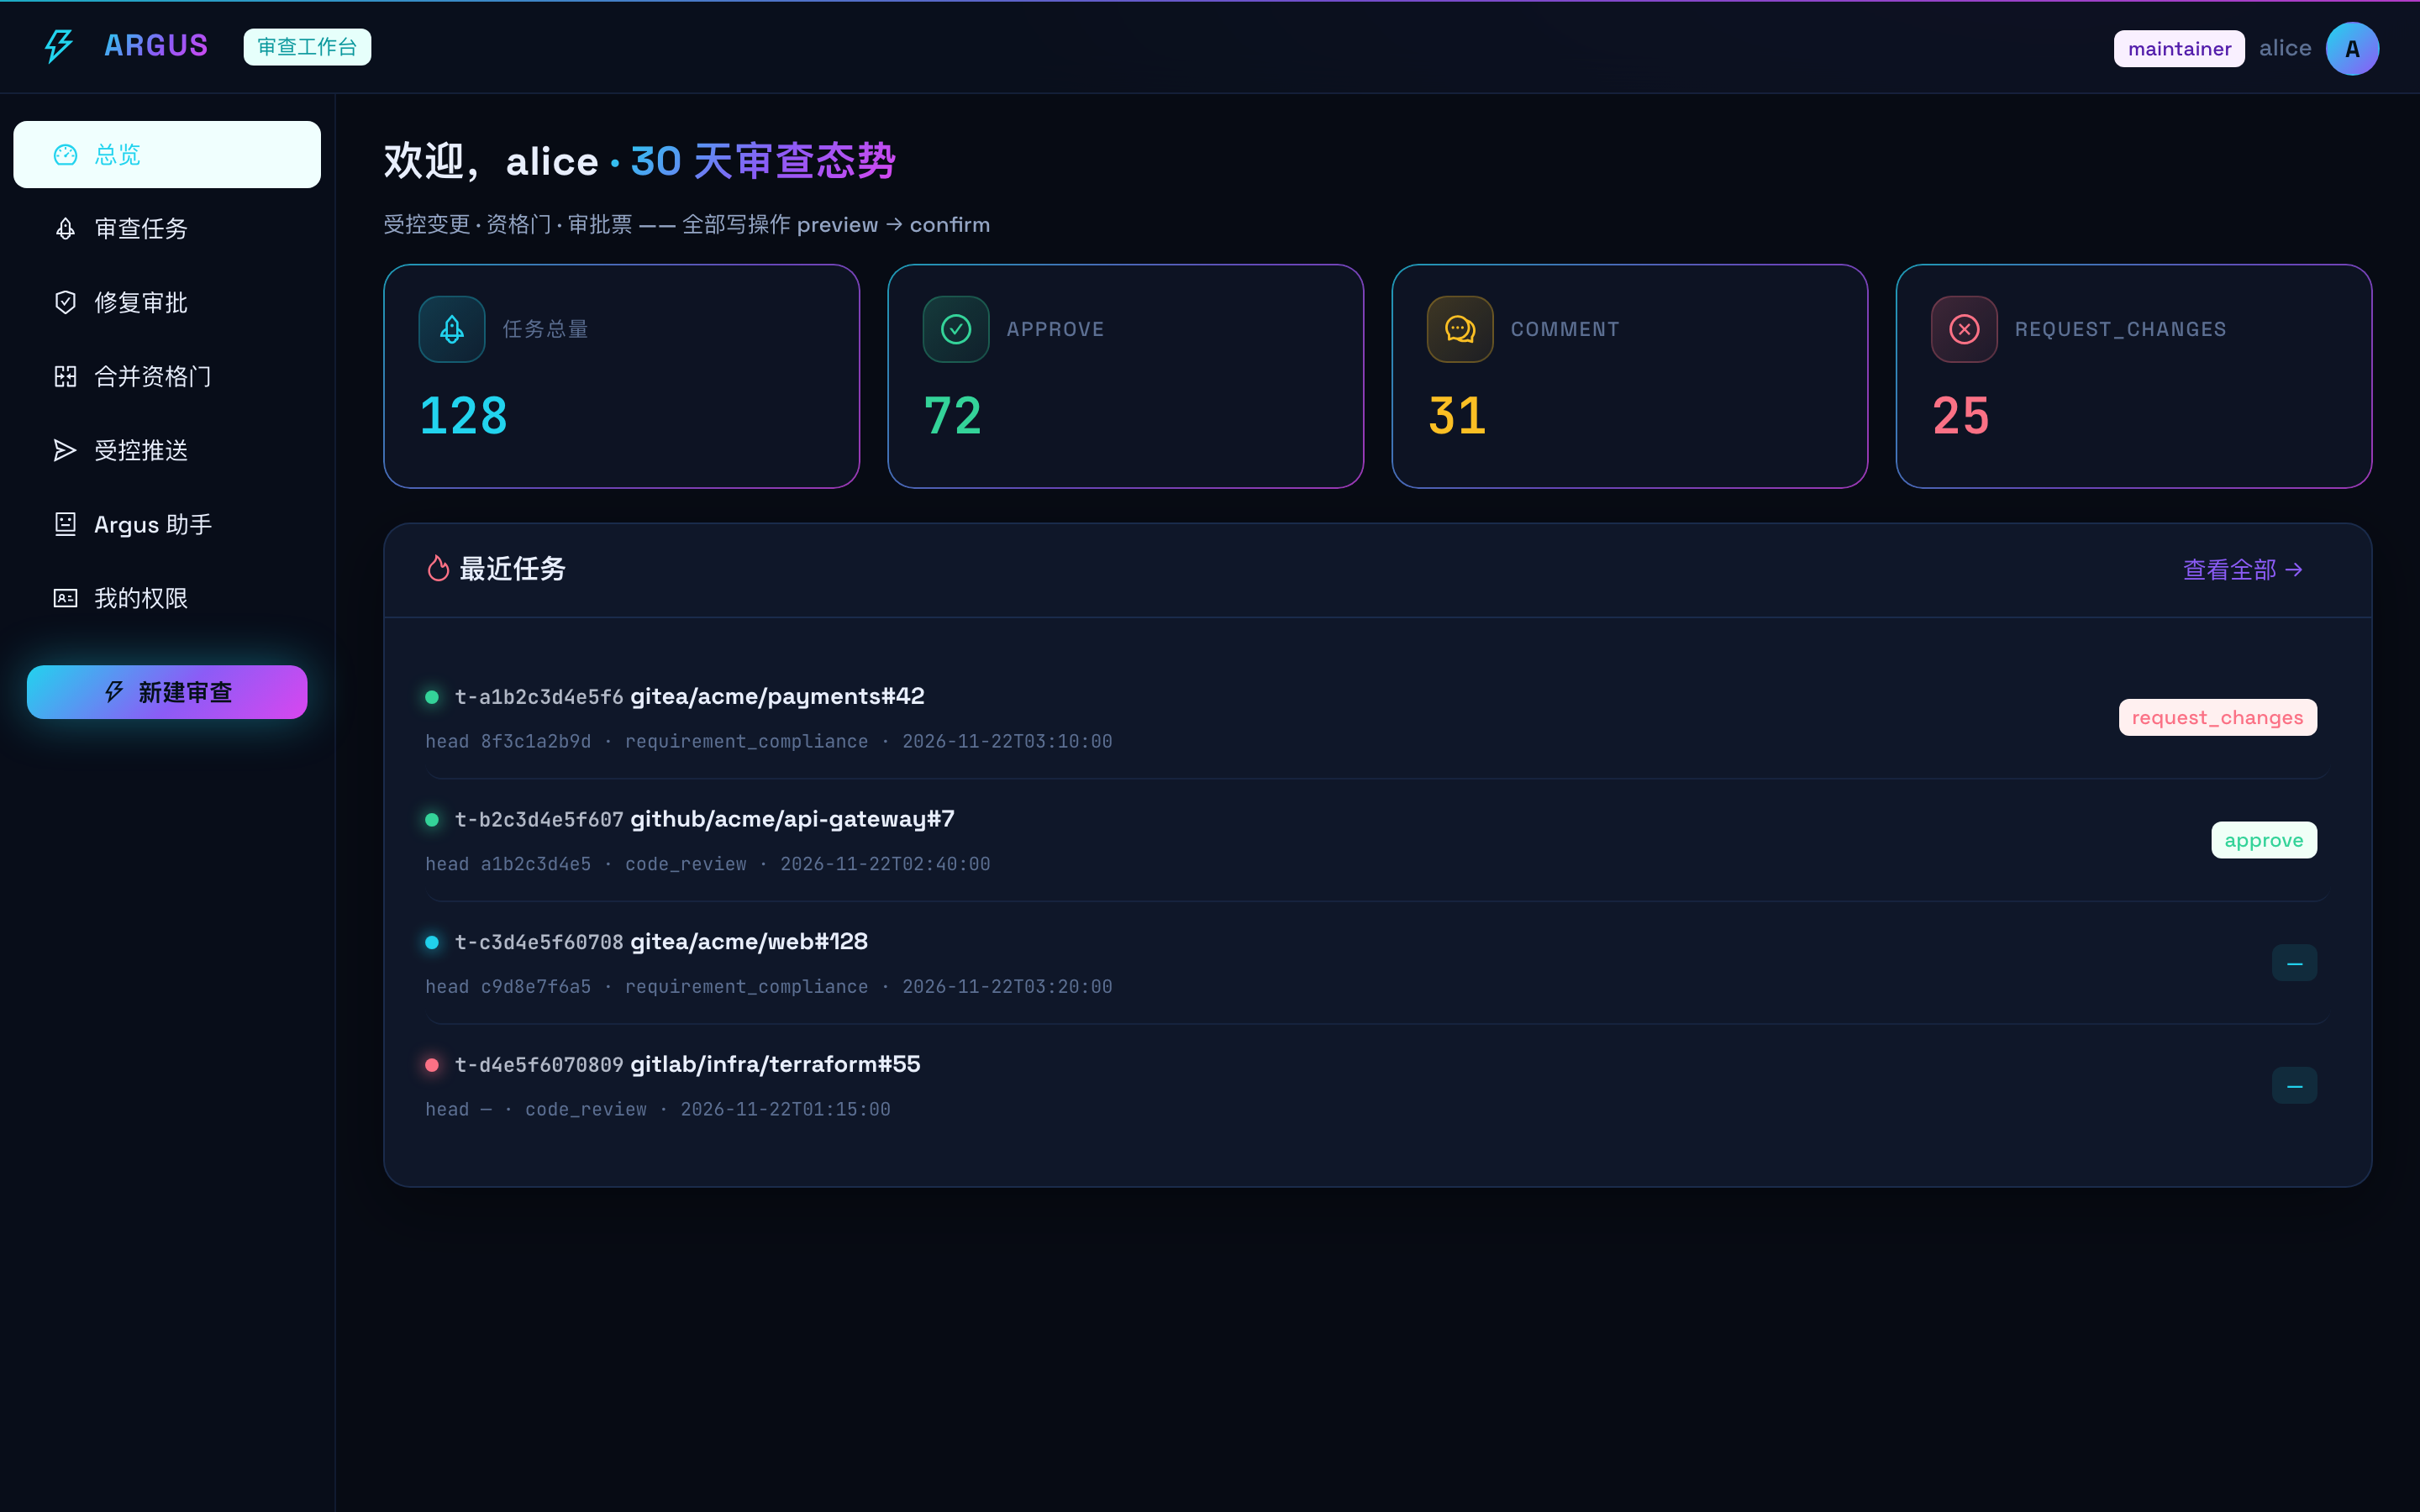 ARGUS 审查工作台 maintainer alice A
总览
审查任务
修复审批
合并资格门
受控推送
Argus 助手
我的权限
新建审查
欢迎，alice · 30 天审查态势
受控变更 · 资格门 · 审批票 —— 全部写操作 preview → confirm
任务总量
128
APPROVE
72
COMMENT
31
REQUEST_CHANGES
25
最近任务 查看全部 →
t-a1b2c3d4e5f6 gitea/acme/payments#42
head 8f3c1a2b9d · requirement_compliance · 2026-11-22T03:10:00
request_changes
t-b2c3d4e5f607 github/acme/api-gateway#7
head a1b2c3d4e5 · code_review · 2026-11-22T02:40:00
approve
t-c3d4e5f60708 gitea/acme/web#128
head c9d8e7f6a5 · requirement_compliance · 2026-11-22T03:20:00
—
t-d4e5f6070809 gitlab/infra/terraform#55
head — · code_review · 2026-11-22T01:15:00
—